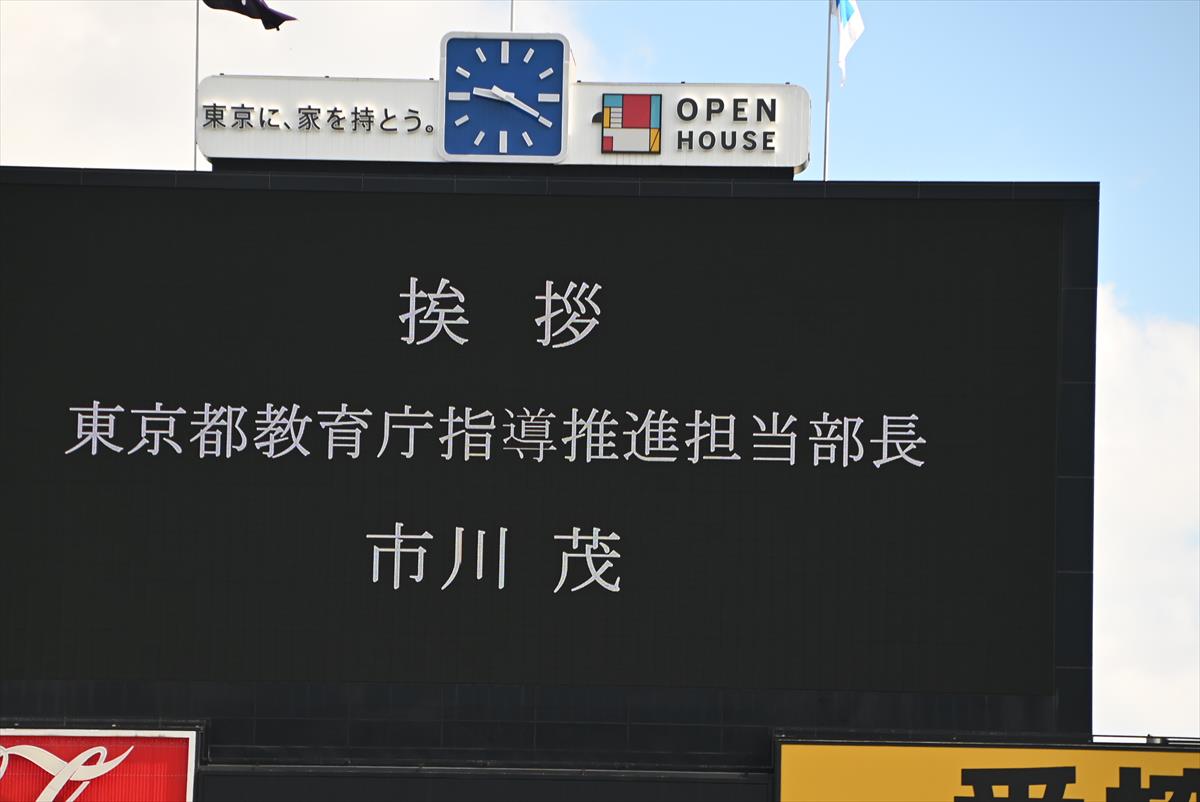 東京に、家を持とう。
OPEN
HOUSE
挨 拶
東京都教育庁指導推進担当部長
市川 茂